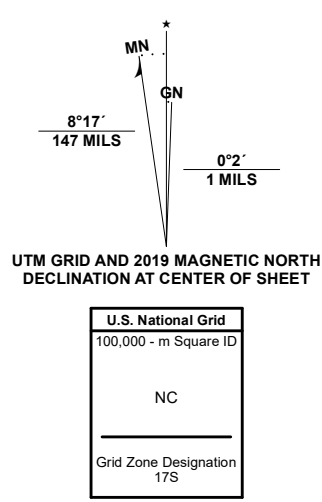 ★
MN
GN
8°17´
147 MILS
0°2´
1 MILS
UTM GRID AND 2019 MAGNETIC NORTH
DECLINATION AT CENTER OF SHEET
U.S. National Grid
100,000 - m Square ID
NC
Grid Zone Designation
17S